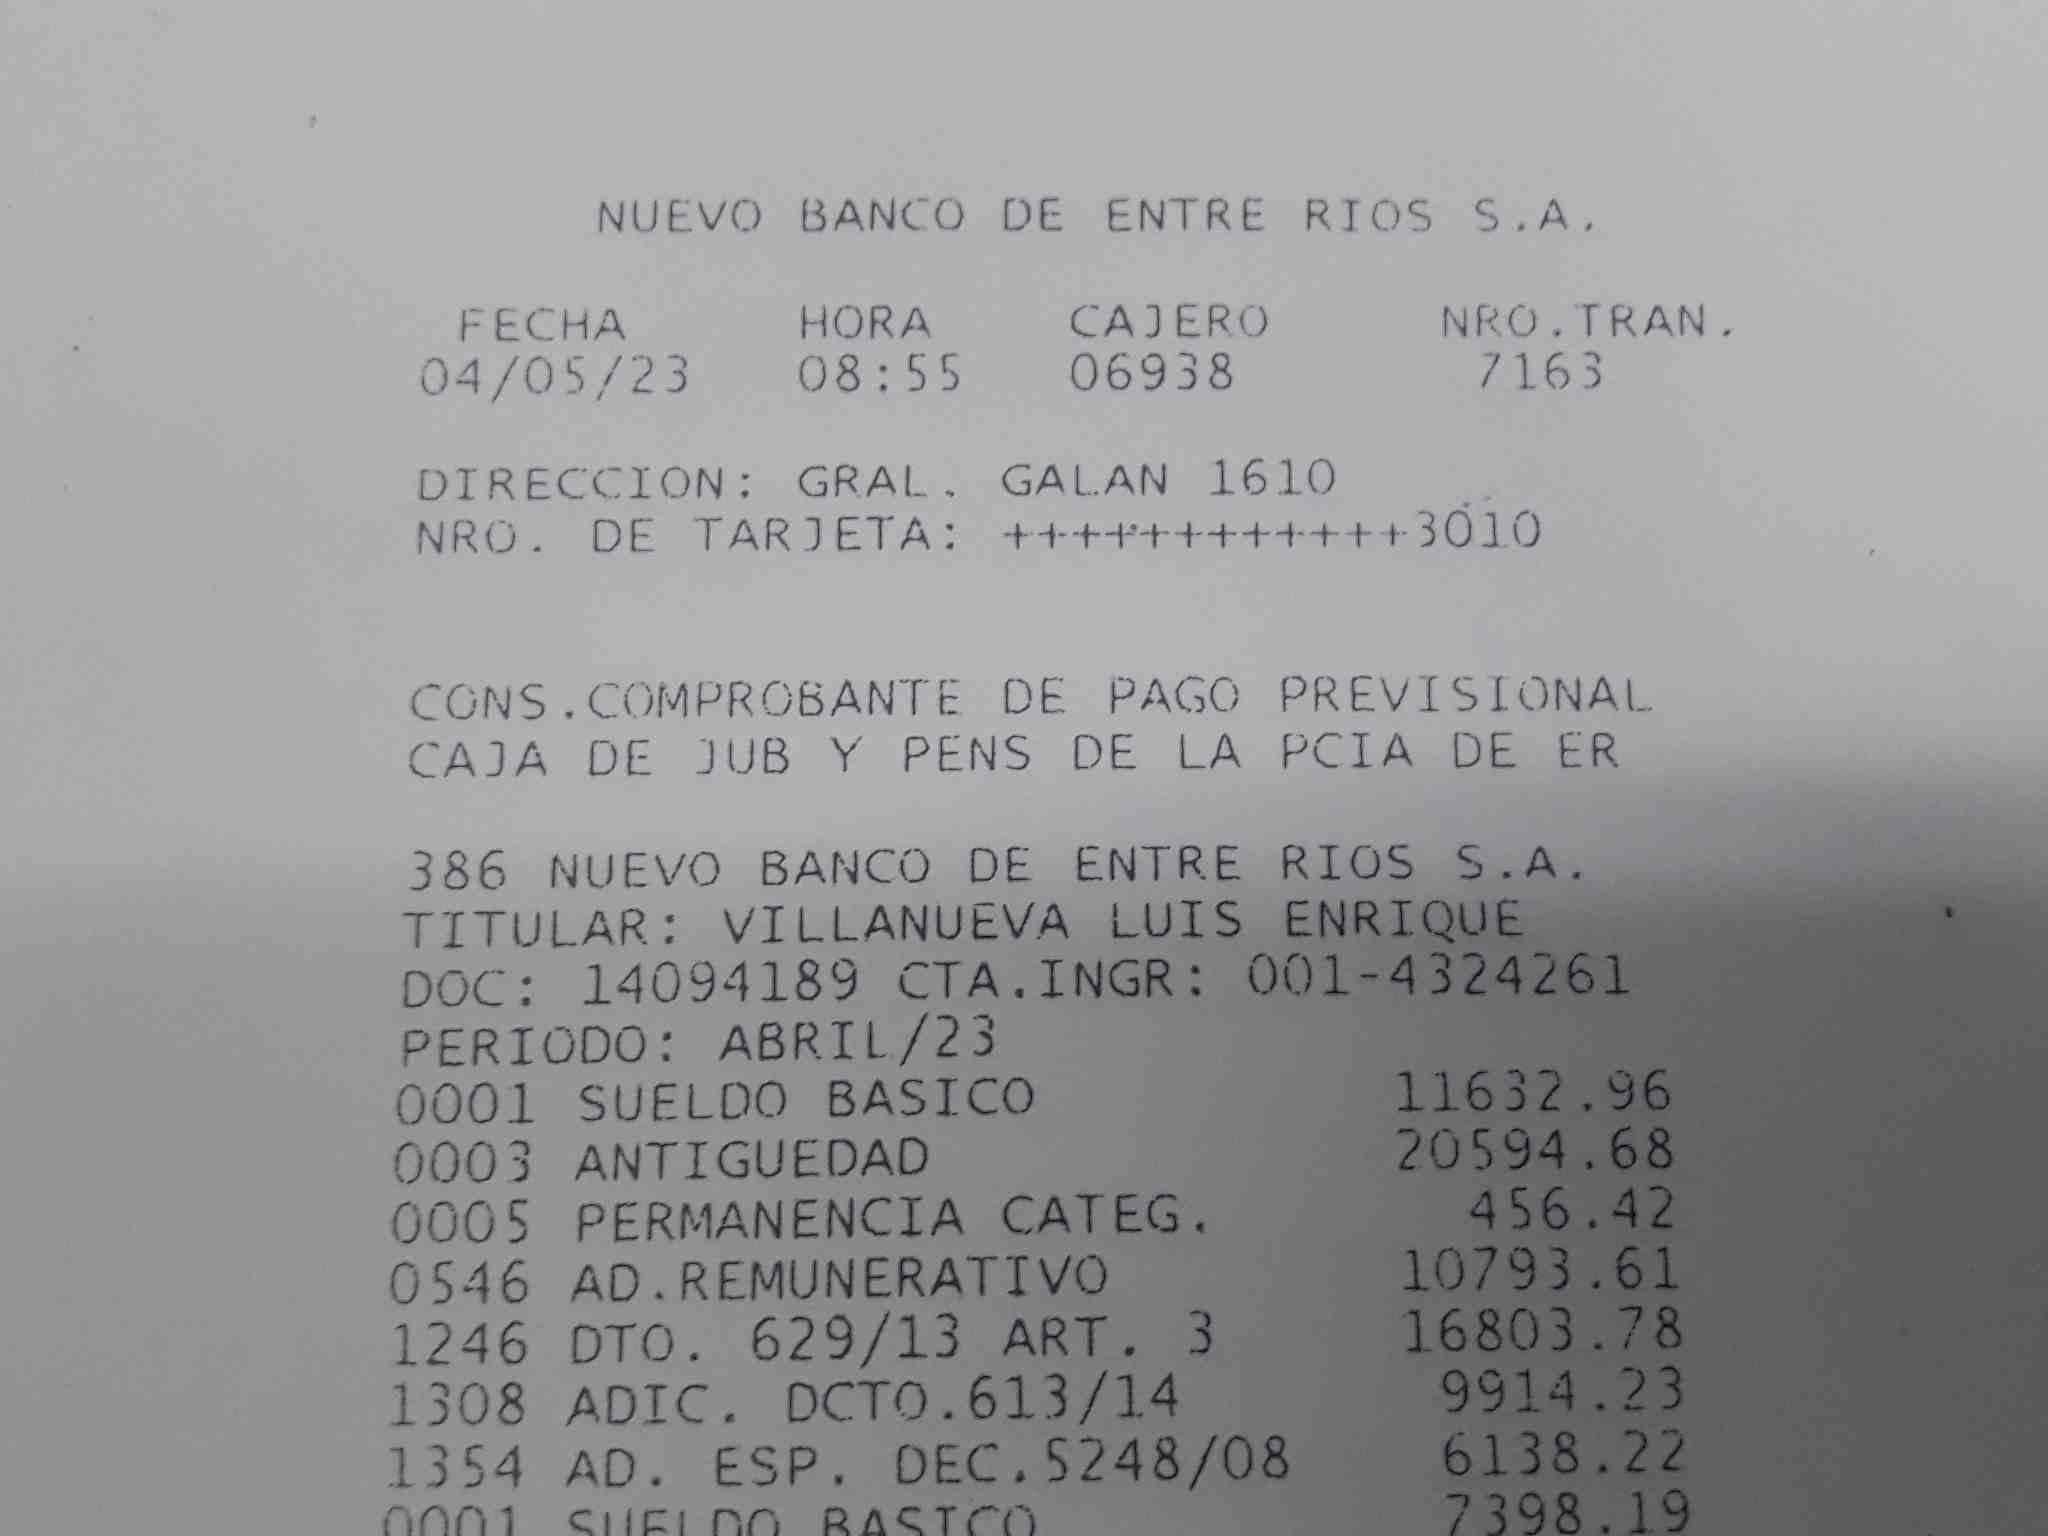 NUEVO BANCO DE ENTRE RIOS S.A.
FECHA HORA CAJERO NRO.TRAN.
04/05/23 08:55 06938 7163
DIRECCION: GRAL. GALAN 1610
NRO. DE TARJETA: ++++++++++++3010
CONS.COMPROBANTE DE PAGO PREVISIONAL
CAJA DE JUB Y PENS DE LA PCIA DE ER
386 NUEVO BANCO DE ENTRE RIOS S.A.
TITULAR: VILLANUEVA LUIS ENRIQUE
DOC: 14094189 CTA.INGR: 001-4324261
PERIODO: ABRIL/23
0001 SUELDO BASICO 11632.96
0003 ANTIGUEDAD 20594.68
0005 PERMANENCIA CATEG. 456.42
0546 AD.REMUNERATIVO 10793.61
1246 DTO. 629/13 ART. 3 16803.78
1308 ADIC. DCTO.613/14 9914.23
1354 AD. ESP. DEC.5248/08 6138.22
0001 SUELDO BASICO 7398.19